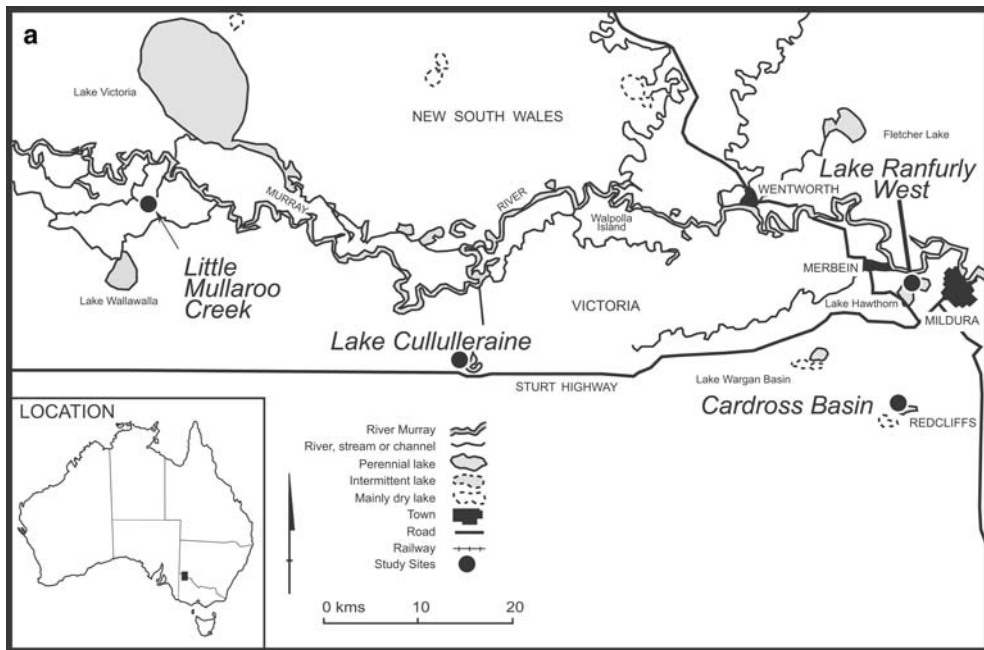 a
Lake Victoria
NEW SOUTH WALES
Fletcher Lake
Lake Ranfurly
West
WENTWORTH
MURRAY
RIVER
Walpolla
Island
Little
Mullaroo
Creek
Lake Wallawalla
MERBEIN
VICTORIA
Lake Hawthorn
MILDURA
Lake Cullulleraine
STURT HIGHWAY
Lake Wargan Basin
Cardross Basin
REDCLIFFS
LOCATION
River Murray
River, stream or channel
Perennial lake
Intermittent lake
Mainly dry lake
Town
Road
Railway
Study Sites
0 kms 10 20